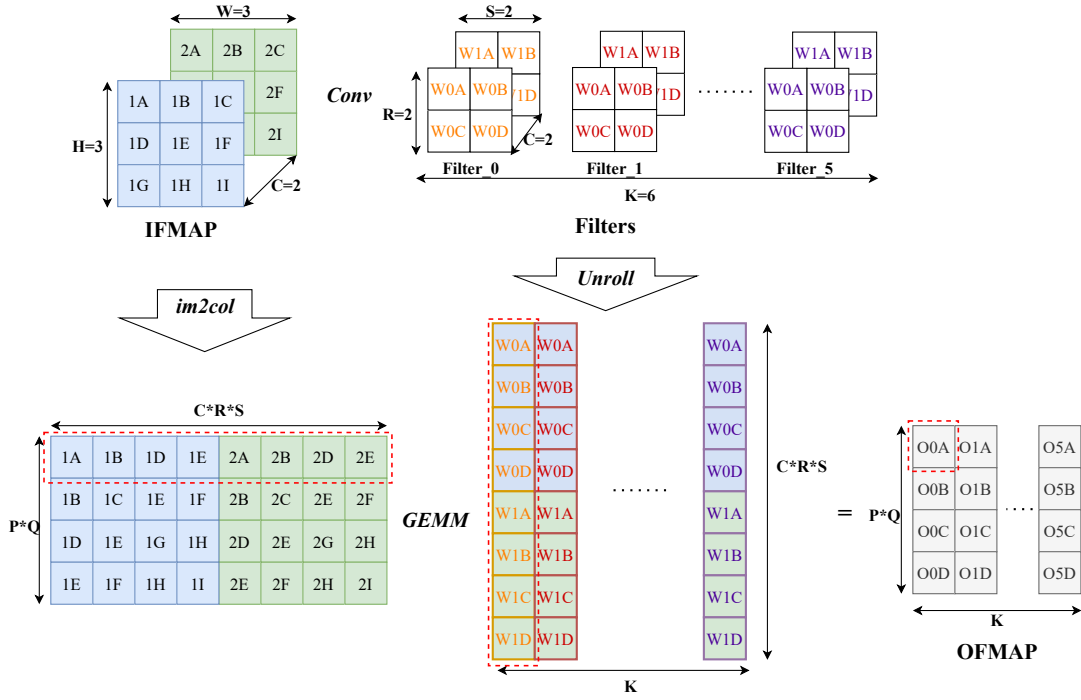 W=3
2A 2B 2C
2F
2I
1A 1B 1C
1D 1E 1F
1G 1H 1I
H=3
C=2
IFMAP
Conv
S=2
W1A W1B
W1D
W0A W0B
W0C W0D
R=2
C=2
Filter_0
W1A W1B
W1D
W0A W0B
W0C W0D
Filter_1
. . . . . . .
W1A W1B
W1D
W0A W0B
W0C W0D
Filter_5
K=6
Filters
im2col
Unroll
C*R*S
P*Q
1A 1B 1D 1E 2A 2B 2D 2E
1B 1C 1E 1F 2B 2C 2E 2F
1D 1E 1G 1H 2D 2E 2G 2H
1E 1F 1H 1I 2E 2F 2H 2I
GEMM
W0A W0A W0A
W0B W0B W0B
W0C W0C W0C
W0D W0D W0D
. . . . . . .
W1A W1A W1A
W1B W1B W1B
W1C W1C W1C
W1D W1D W1D
C*R*S
K
=
P*Q
O0A O1A O5A
O0B O1B O5B
. . . .
O0C O1C O5C
O0D O1D O5D
K
OFMAP